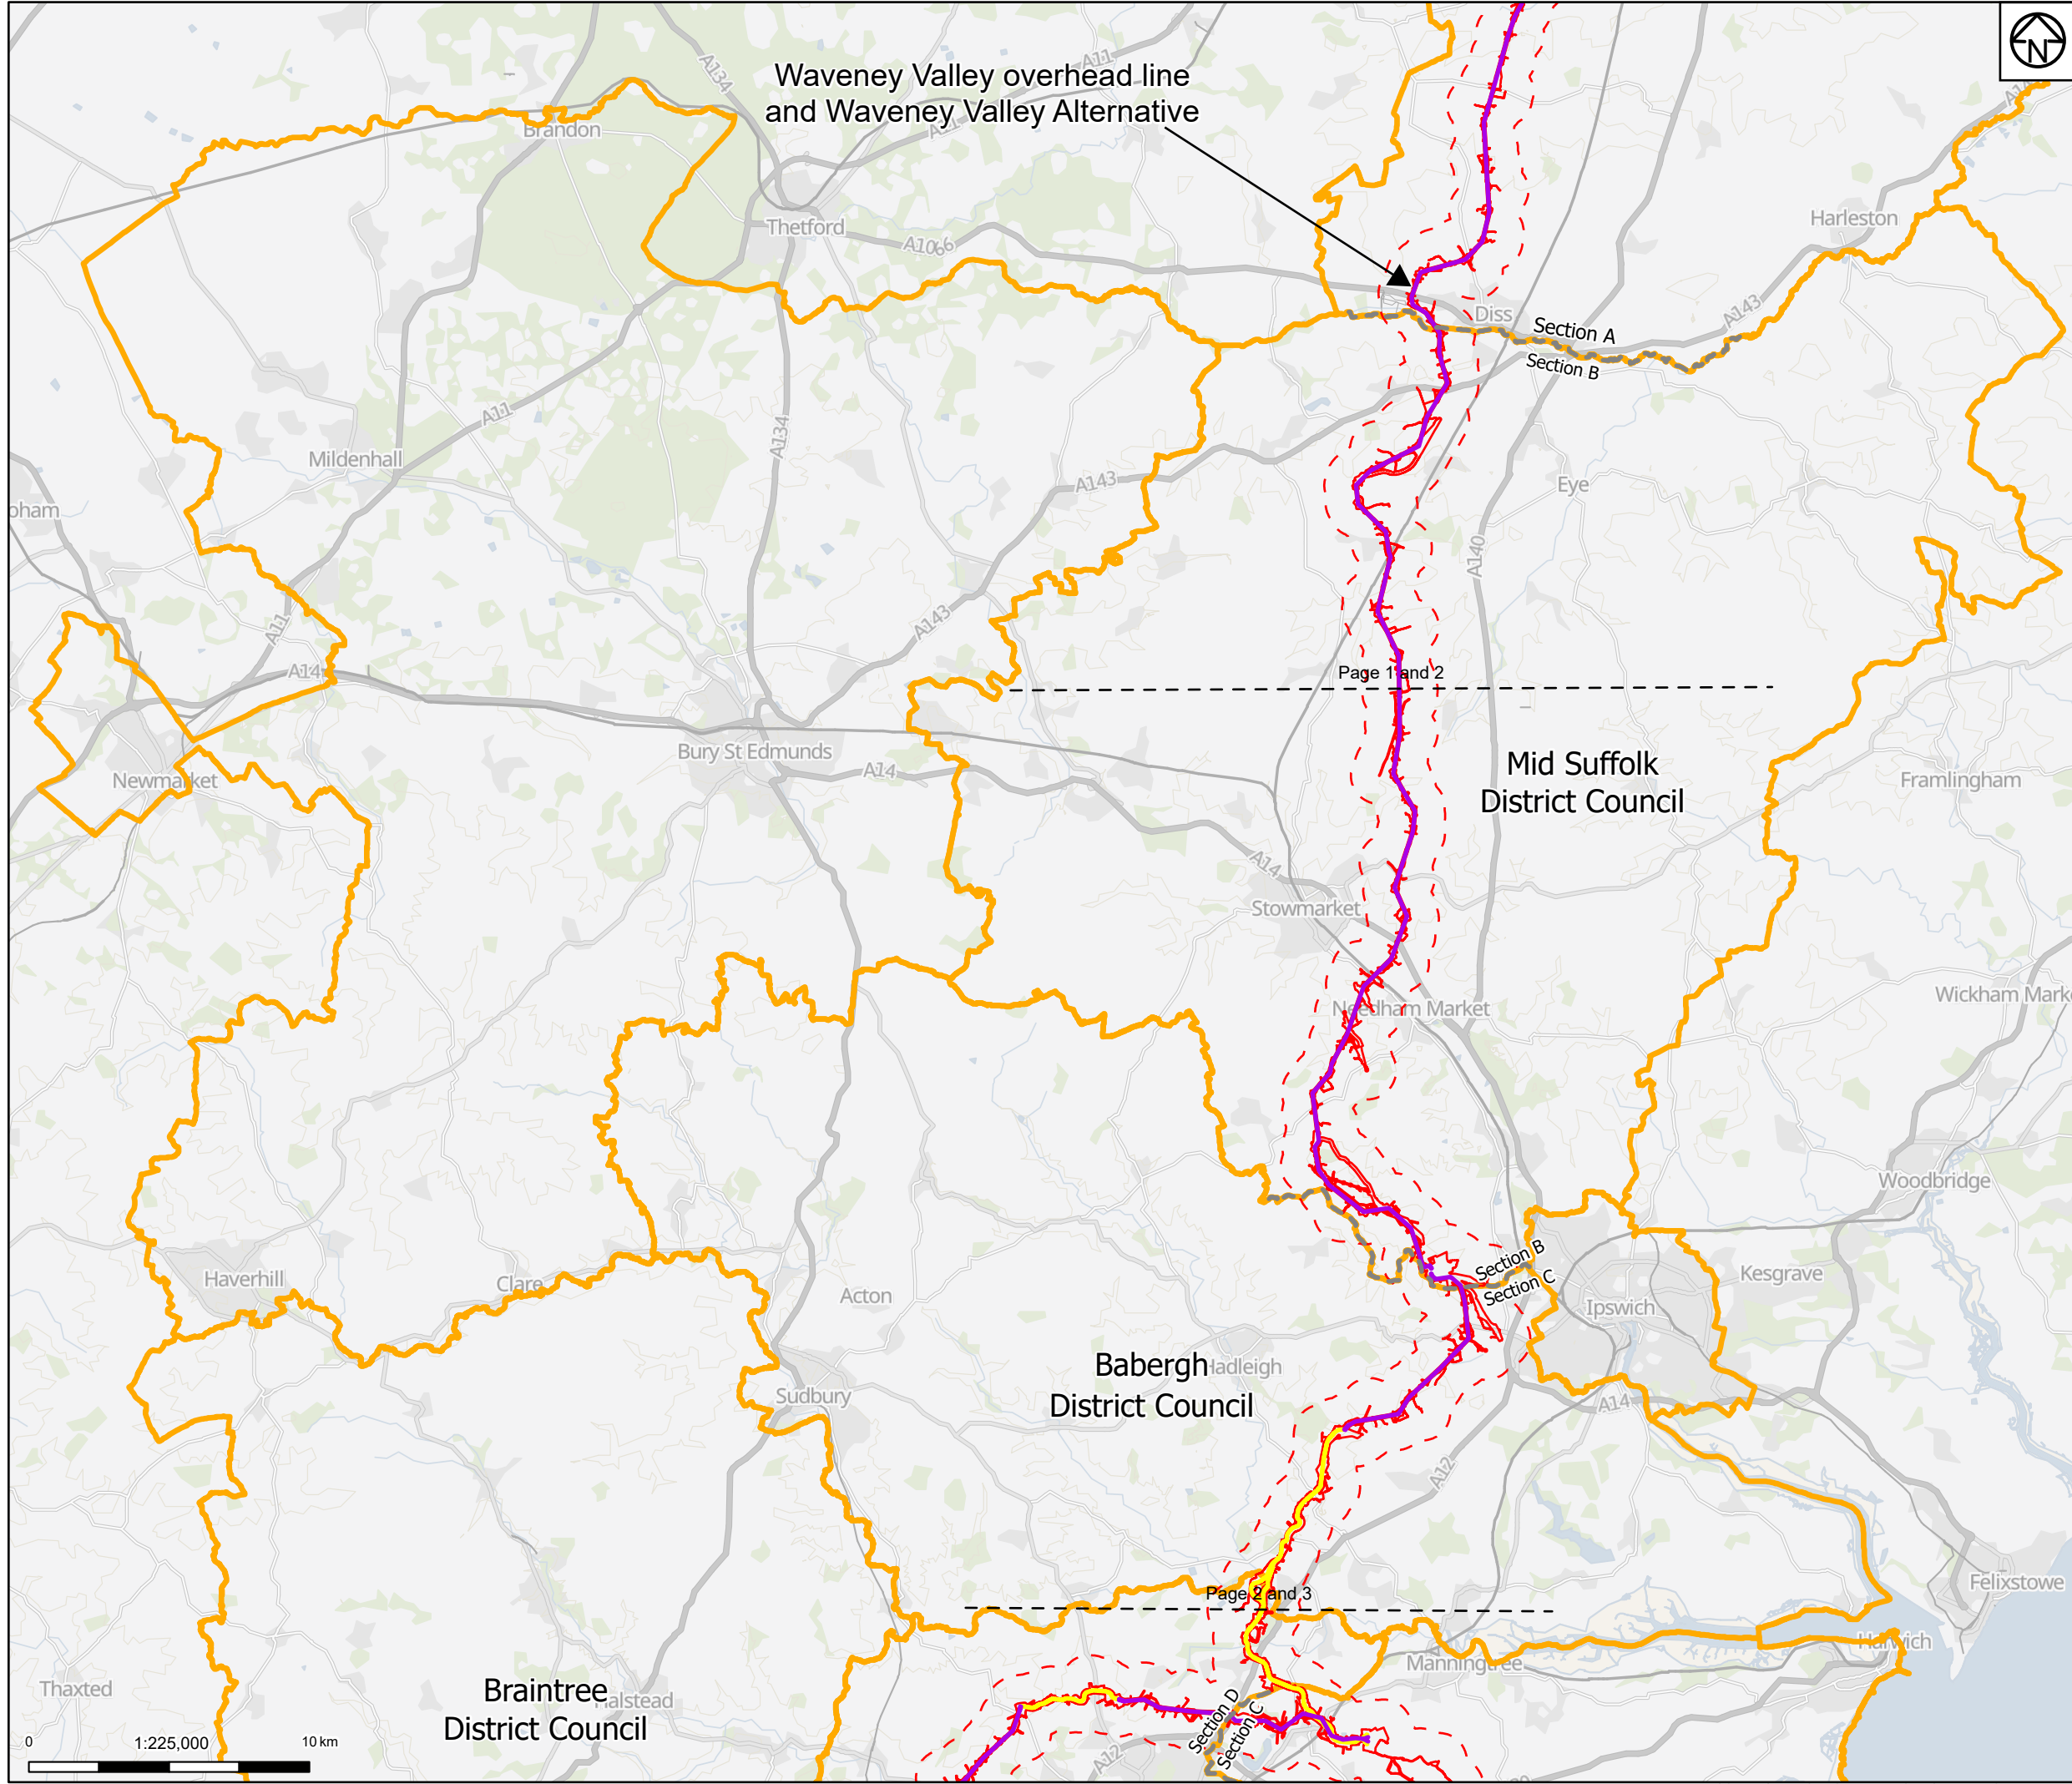 N
A11
A134
Waveney Valley overhead line
and Waveney Valley Alternative
A11
Brandon
Thetford
A1066
Harleston
Diss
Section A
A143
Section B
A11
A134
Mildenhall
A143
Eye
A140
A143
A11
A14
Page 1 and 2
Bury St Edmunds
A14
Newmarket
Mid Suffolk
District Council
Framlingham
A14
Stowmarket
Wickham Mark
Needham Market
Woodbridge
Section B
Section C
Haverhill
Clare
Acton
Kesgrave
Ipswich
Babergh
Hadleigh
District Council
Sudbury
A14
A12
Page 2 and 3
Felixstowe
Harwich
Manningtree
Thaxted
Braintree
Halstead
District Council
Section D
Section C
A12
0
1:225,000
10 km